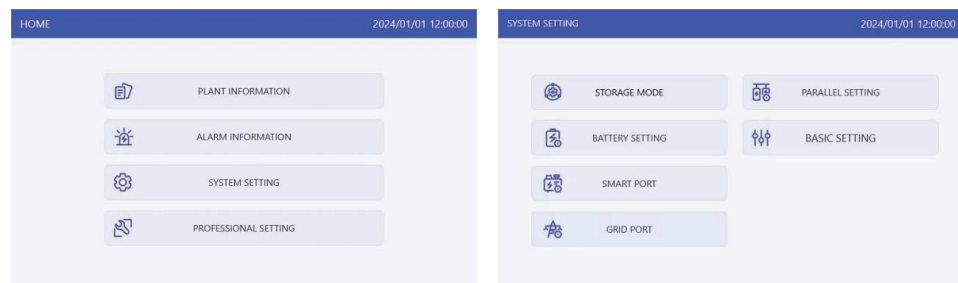 HOME 2024/01/01 12:00:00
PLANT INFORMATION
ALARM INFORMATION
SYSTEM SETTING
PROFESSIONAL SETTING
SYSTEM SETTING 2024/01/01 12:00:00
STORAGE MODE PARALLEL SETTING
BATTERY SETTING BASIC SETTING
SMART PORT
GRID PORT